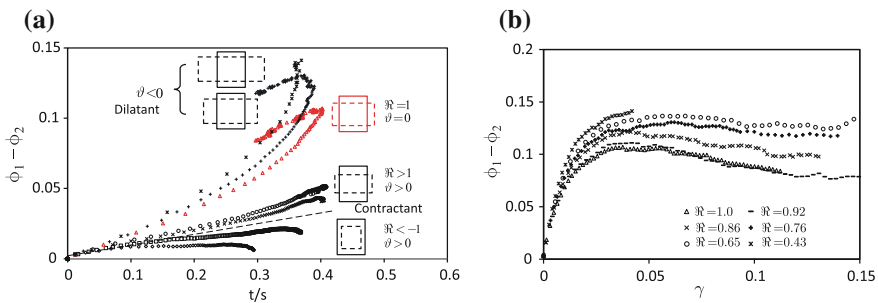 (a)
0.15
0.1
0.05
0
0 0.1 0.2 0.3 0.4 0.5 0.6
ϕ₁ − ϕ₂
t/s
ϑ<0
Dilatant
ℜ=1
ϑ=0
ℜ>1
ϑ>0
Contractant
ℜ<−1
ϑ>0
(b)
0.2
0.15
0.1
0.05
0
0 0.05 0.1 0.15
ϕ₁ − ϕ₂
γ
ℜ=1.0 ℜ=0.92
ℜ=0.86 ℜ=0.76
ℜ=0.65 ℜ=0.43